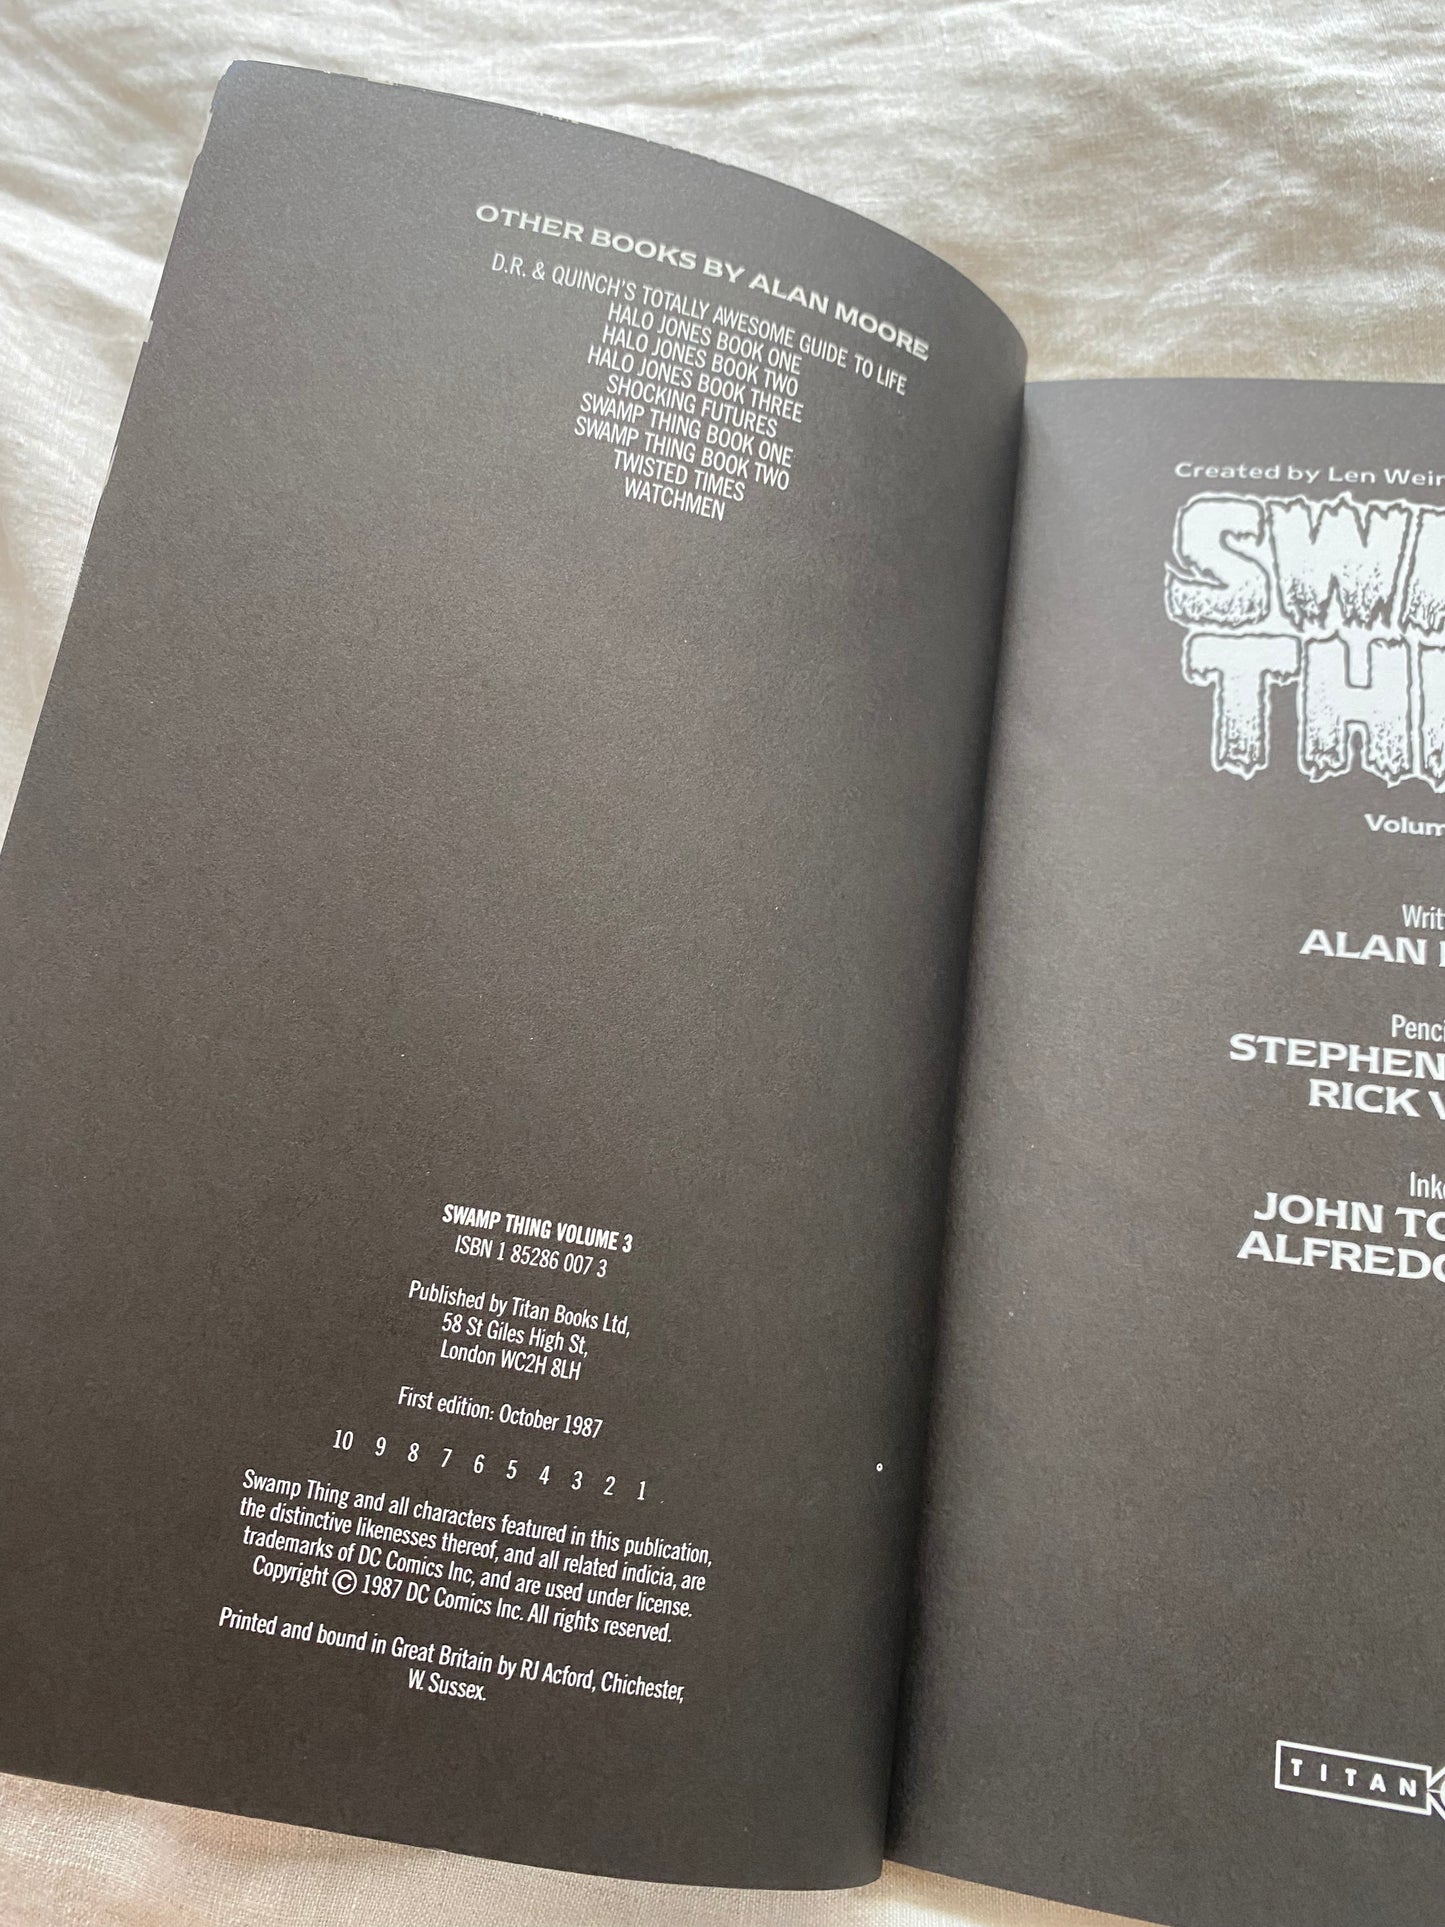 OTHER BOOKS BY ALAN MOORE
D.R. & QUINCH'S TOTALLY AWESOME GUIDE TO LIFE
HALO JONES BOOK ONE
HALO JONES BOOK TWO
HALO JONES BOOK THREE
SHOCKING FUTURES
SWAMP THING BOOK ONE
SWAMP THING BOOK TWO
TWISTED TIMES
WATCHMEN
SWAMP THING VOLUME 3
ISBN 1 85286 007 3
Published by Titan Books Ltd,
58 St Giles High St,
London WC2H 8LH
First edition: October 1987
10 9 8 7 6 5 4 3 2 1
Swamp Thing and all characters featured in this publication,
the distinctive likenesses thereof, and all related indicia, are
trademarks of DC Comics Inc, and are used under license.
Copyright © 1987 DC Comics Inc. All rights reserved.
Printed and bound in Great Britain by RJ Acford, Chichester,
W. Sussex.
Created by Len
ALAN
STEPHEN
RICK
JOHN
TITAN